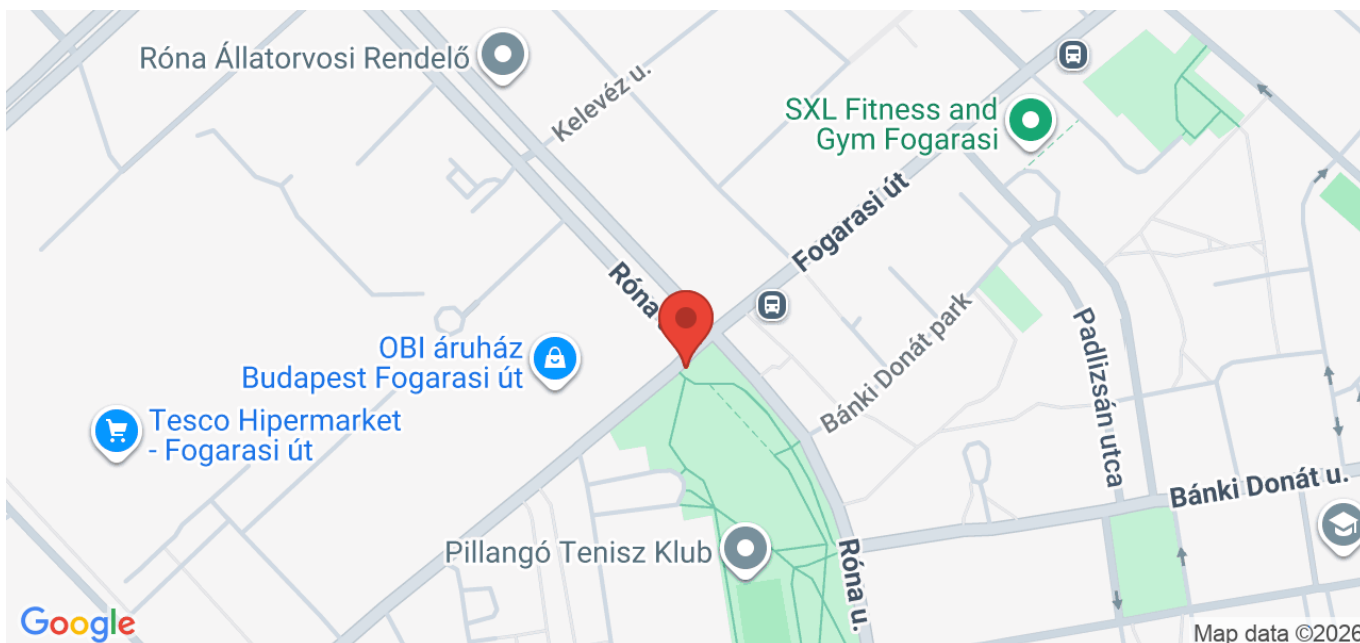 Róna Állatorvosi Rendelő
Kelevéz u.
SXL Fitness and
Gym Fogarasi
Fogarasi út
Róna
OBI áruház
Budapest Fogarasi út
Tesco Hipermarket
- Fogarasi út
Bánki Donát park
Padlizsán utca
Bánki Donát u.
Pillangó Tenisz Klub
Róna u.
Google
Map data ©2026